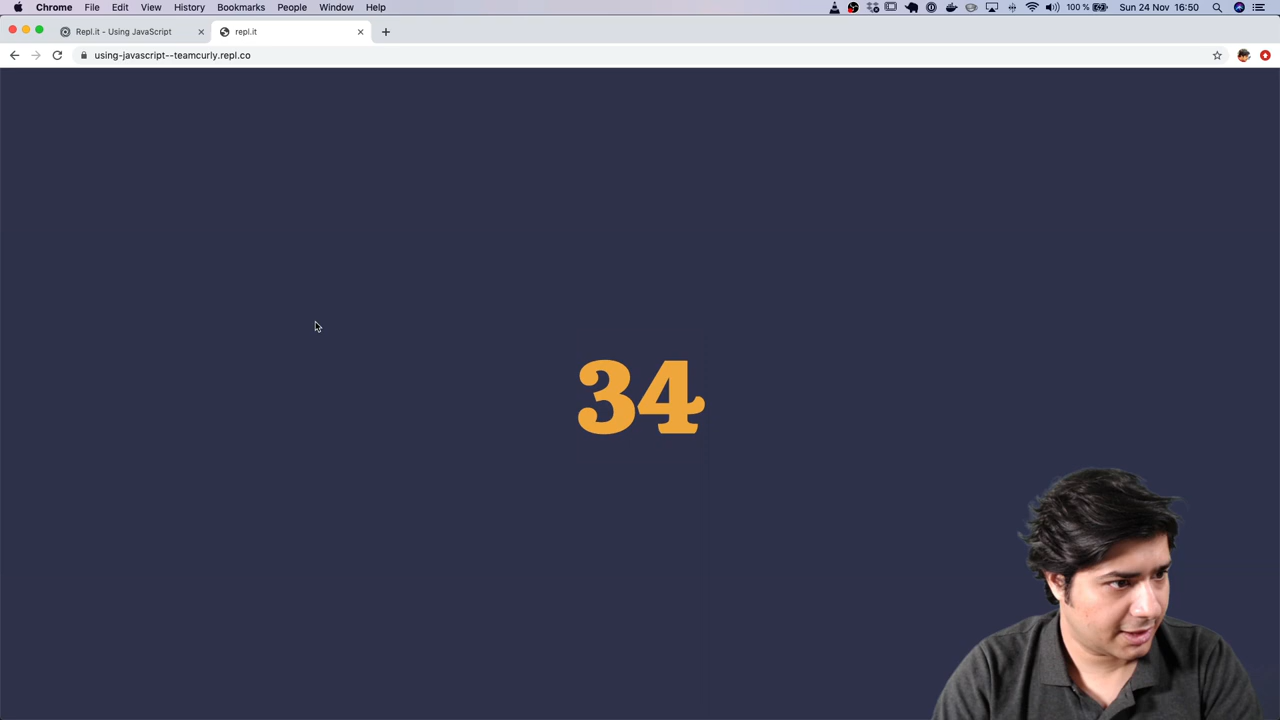 Chrome File Edit View History Bookmarks People Window Help 100 % Sun 24 Nov 16:50
Repl.it - Using JavaScript repl.it
using-javascript--teamcurly.repl.co
34